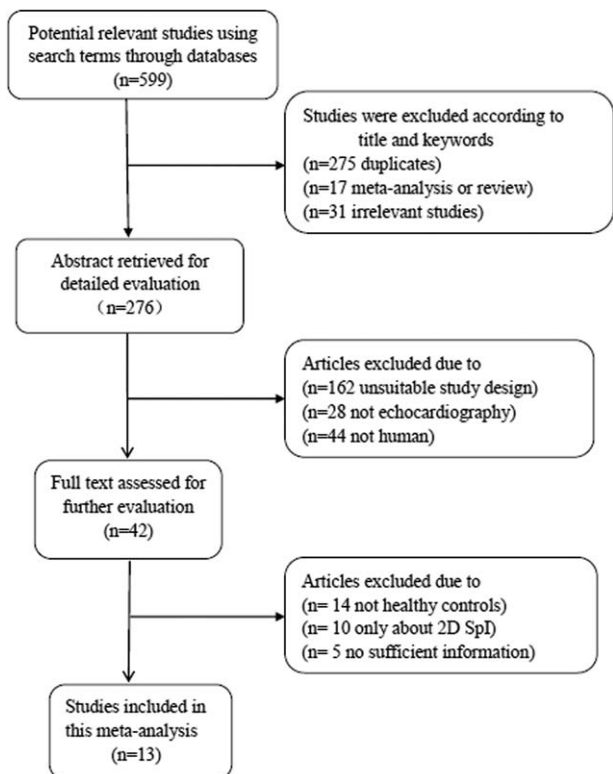 Potential relevant studies using
search terms through databases
(n=599)
Studies were excluded according to
title and keywords
(n=275 duplicates)
(n=17 meta-analysis or review)
(n=31 irrelevant studies)
Abstract retrieved for
detailed evaluation
（n=276）
Articles excluded due to
(n=162 unsuitable study design)
(n=28 not echocardiography)
(n=44 not human)
Full text assessed for
further evaluation
(n=42)
Articles excluded due to
(n= 14 not healthy controls)
(n= 10 only about 2D SpI)
(n= 5 no sufficient information)
Studies included in
this meta-analysis
(n=13)